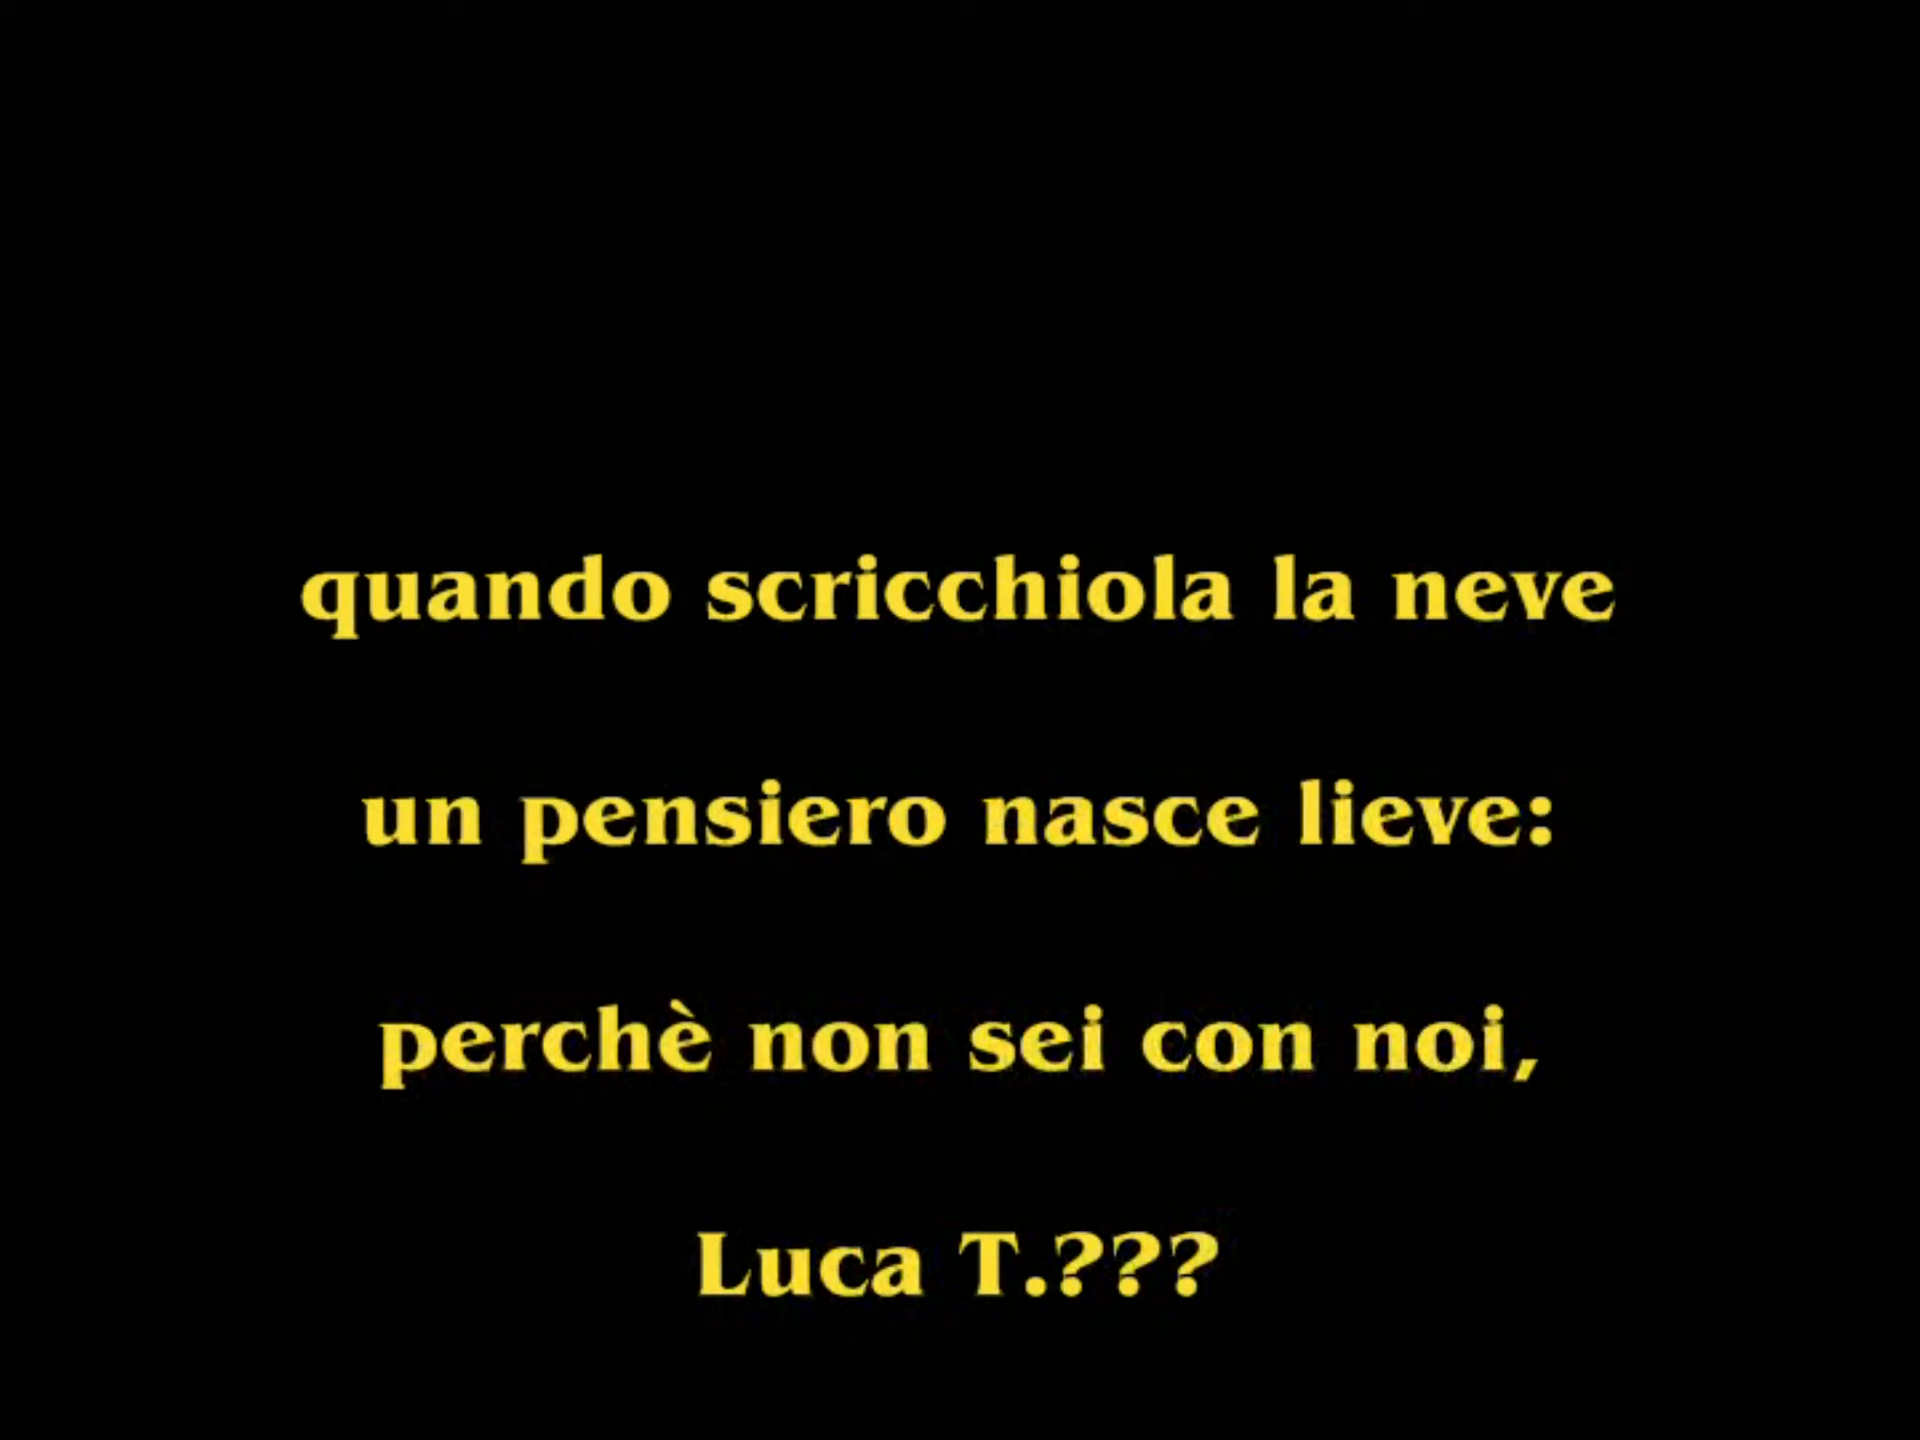 quando scricchiola la neve
un pensiero nasce lieve:
perchè non sei con noi,
Luca T.???